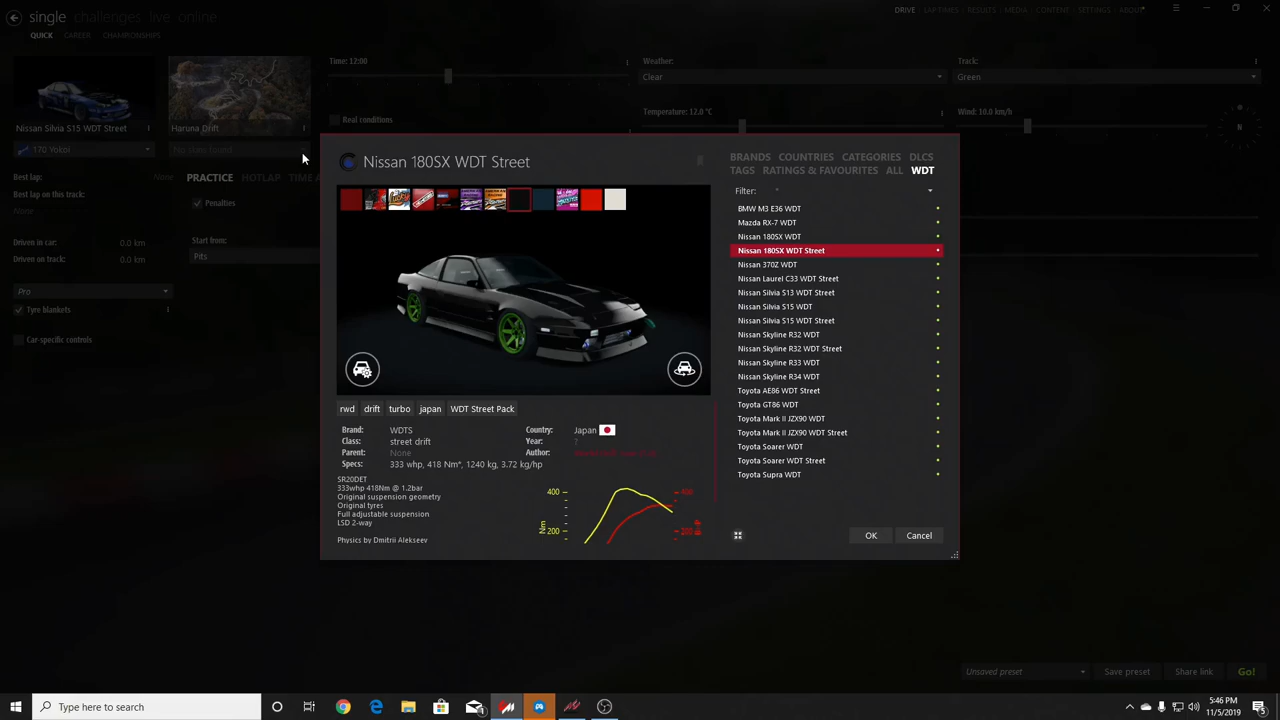 single challenges live online
DRIVE LAP TIMES RESULTS MEDIA CONTENT SETTINGS ABOUT
QUICK CAREER CHAMPIONSHIPS
Nissan Silvia S15 WDT Street
170 Yokoi
Haruna Drift
No skins found
Time: 12:00
Real conditions
Weather:
Clear
Temperature: 12.0 °C
Track:
Green
Wind: 10.0 km/h
N
Best lap: None
Best lap on this track:
None
Driven in car: 0.0 km
Driven on track: 0.0 km
Pro
Tyre blankets
Car-specific controls
PRACTICE HOTLAP TIME A
Penalties
Start from:
Pits
Nissan 180SX WDT Street
rwd drift turbo japan WDT Street Pack
Brand: WDTS
Class: street drift
Parent: None
Specs: 333 whp, 418 Nm*, 1240 kg, 3.72 kg/hp
Country: Japan
Year: ?
Author:
SR20DET
333whp 418Nm @ 1.2bar
Original suspension geometry
Original tyres
Full adjustable suspension
LSD 2-way
Physics by Dmitrii Alekseev
400
200
Nm
400
200
BRANDS COUNTRIES CATEGORIES DLCS
TAGS RATINGS & FAVOURITES ALL WDT
Filter: *
BMW M3 E36 WDT
Mazda RX-7 WDT
Nissan 180SX WDT
Nissan 180SX WDT Street
Nissan 370Z WDT
Nissan Laurel C33 WDT Street
Nissan Silvia S13 WDT Street
Nissan Silvia S15 WDT
Nissan Silvia S15 WDT Street
Nissan Skyline R32 WDT
Nissan Skyline R32 WDT Street
Nissan Skyline R33 WDT
Nissan Skyline R34 WDT
Toyota AE86 WDT Street
Toyota GT86 WDT
Toyota Mark II JZX90 WDT
Toyota Mark II JZX90 WDT Street
Toyota Soarer WDT
Toyota Soarer WDT Street
Toyota Supra WDT
OK Cancel
Unsaved preset Save preset Share link Go!
Type here to search
5:46 PM
11/5/2019